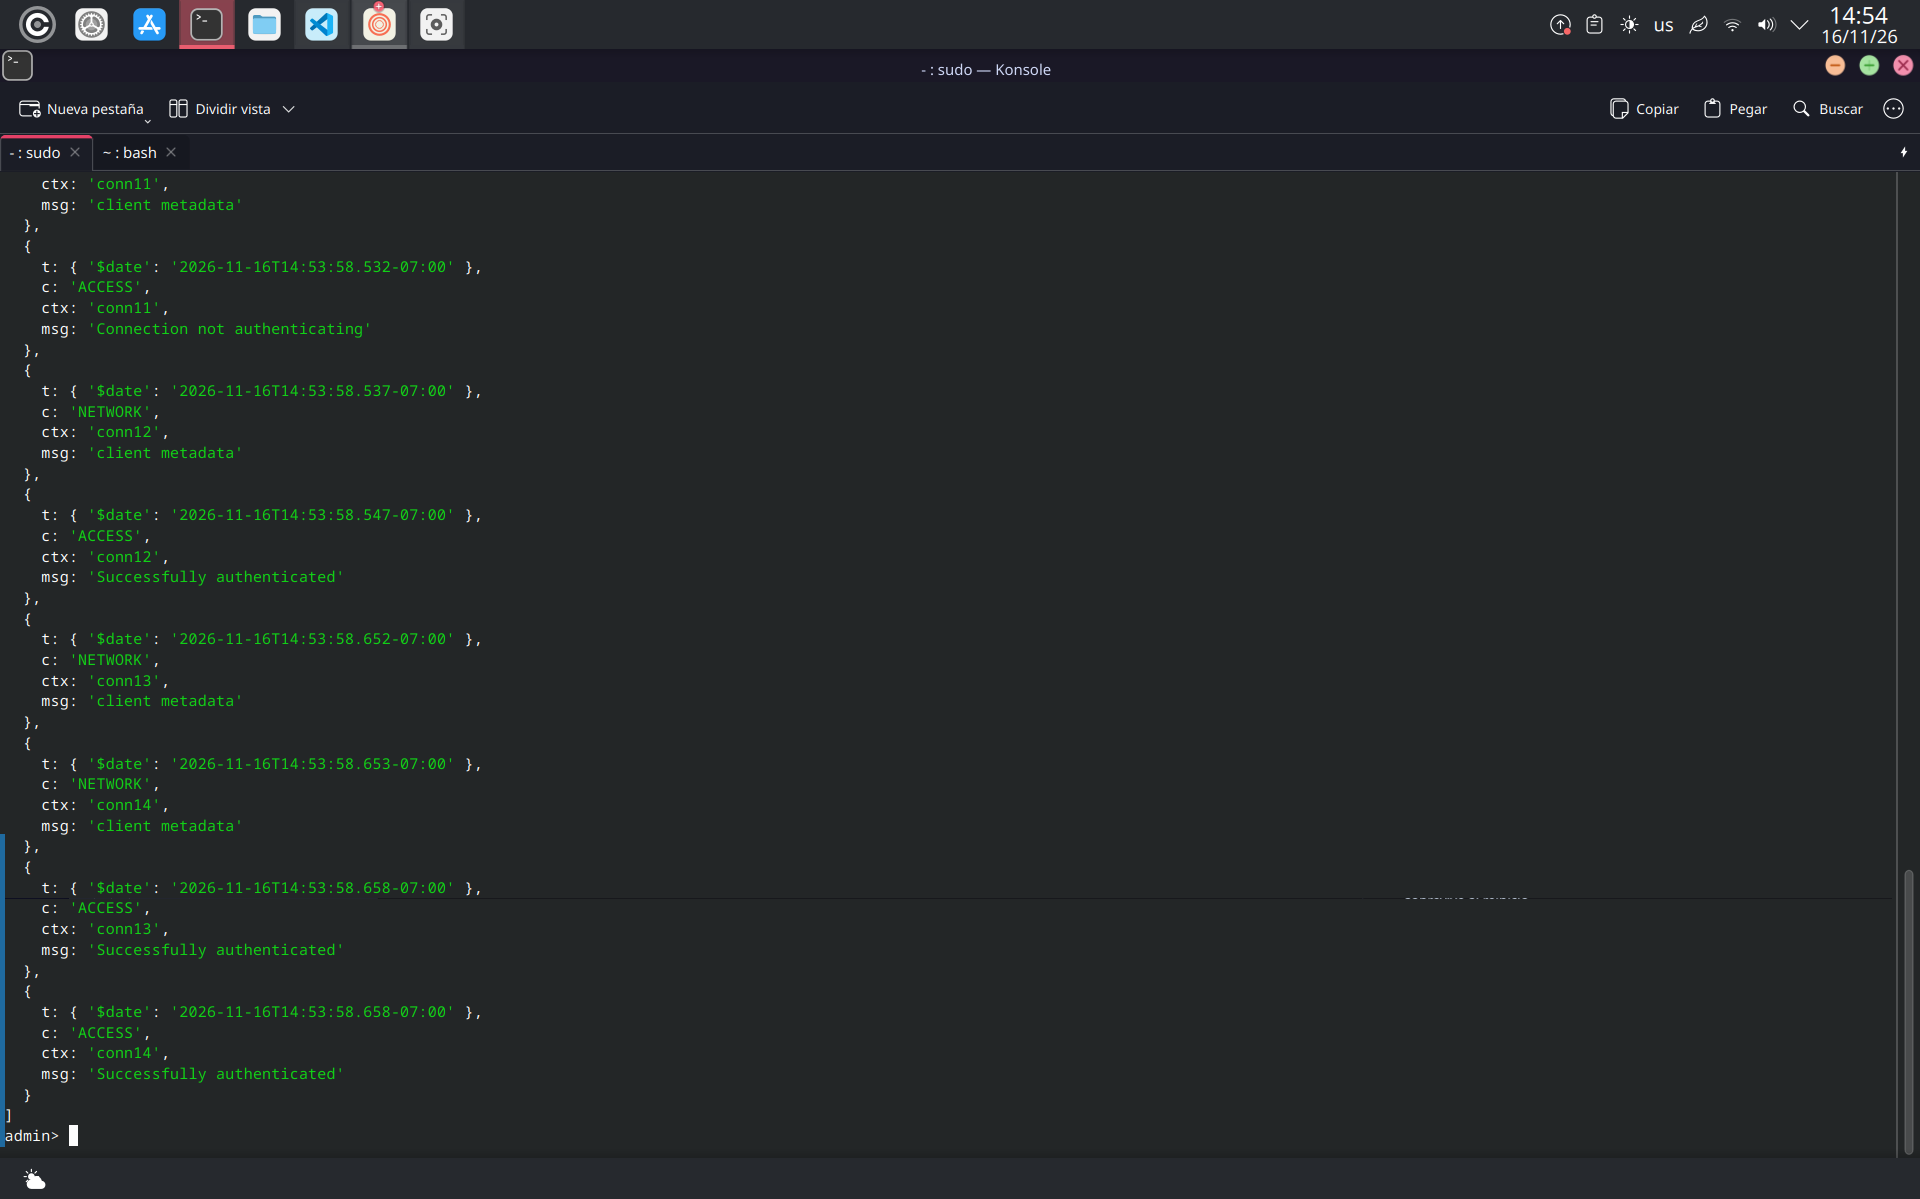 us
14:54
16/11/26
- : sudo — Konsole
Nueva pestaña
Dividir vista
Copiar
Pegar
Buscar
- : sudo
~ : bash
ctx: 'conn11',
msg: 'client metadata'
},
{
t: { '$date': '2026-11-16T14:53:58.532-07:00' },
c: 'ACCESS',
ctx: 'conn11',
msg: 'Connection not authenticating'
},
{
t: { '$date': '2026-11-16T14:53:58.537-07:00' },
c: 'NETWORK',
ctx: 'conn12',
msg: 'client metadata'
},
{
t: { '$date': '2026-11-16T14:53:58.547-07:00' },
c: 'ACCESS',
ctx: 'conn12',
msg: 'Successfully authenticated'
},
{
t: { '$date': '2026-11-16T14:53:58.652-07:00' },
c: 'NETWORK',
ctx: 'conn13',
msg: 'client metadata'
},
{
t: { '$date': '2026-11-16T14:53:58.653-07:00' },
c: 'NETWORK',
ctx: 'conn14',
msg: 'client metadata'
},
{
t: { '$date': '2026-11-16T14:53:58.658-07:00' },
c: 'ACCESS',
ctx: 'conn13',
msg: 'Successfully authenticated'
},
{
t: { '$date': '2026-11-16T14:53:58.658-07:00' },
c: 'ACCESS',
ctx: 'conn14',
msg: 'Successfully authenticated'
}
]
admin>